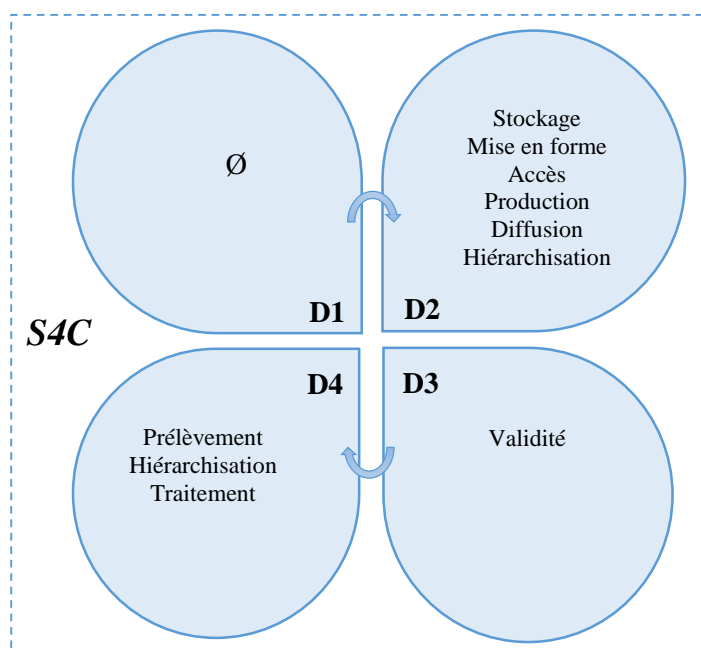 Ø
Stockage
Mise en forme
Accès
Production
Diffusion
Hiérarchisation
D1
D2
S4C
D4
D3
Prélèvement
Hiérarchisation
Traitement
Validité